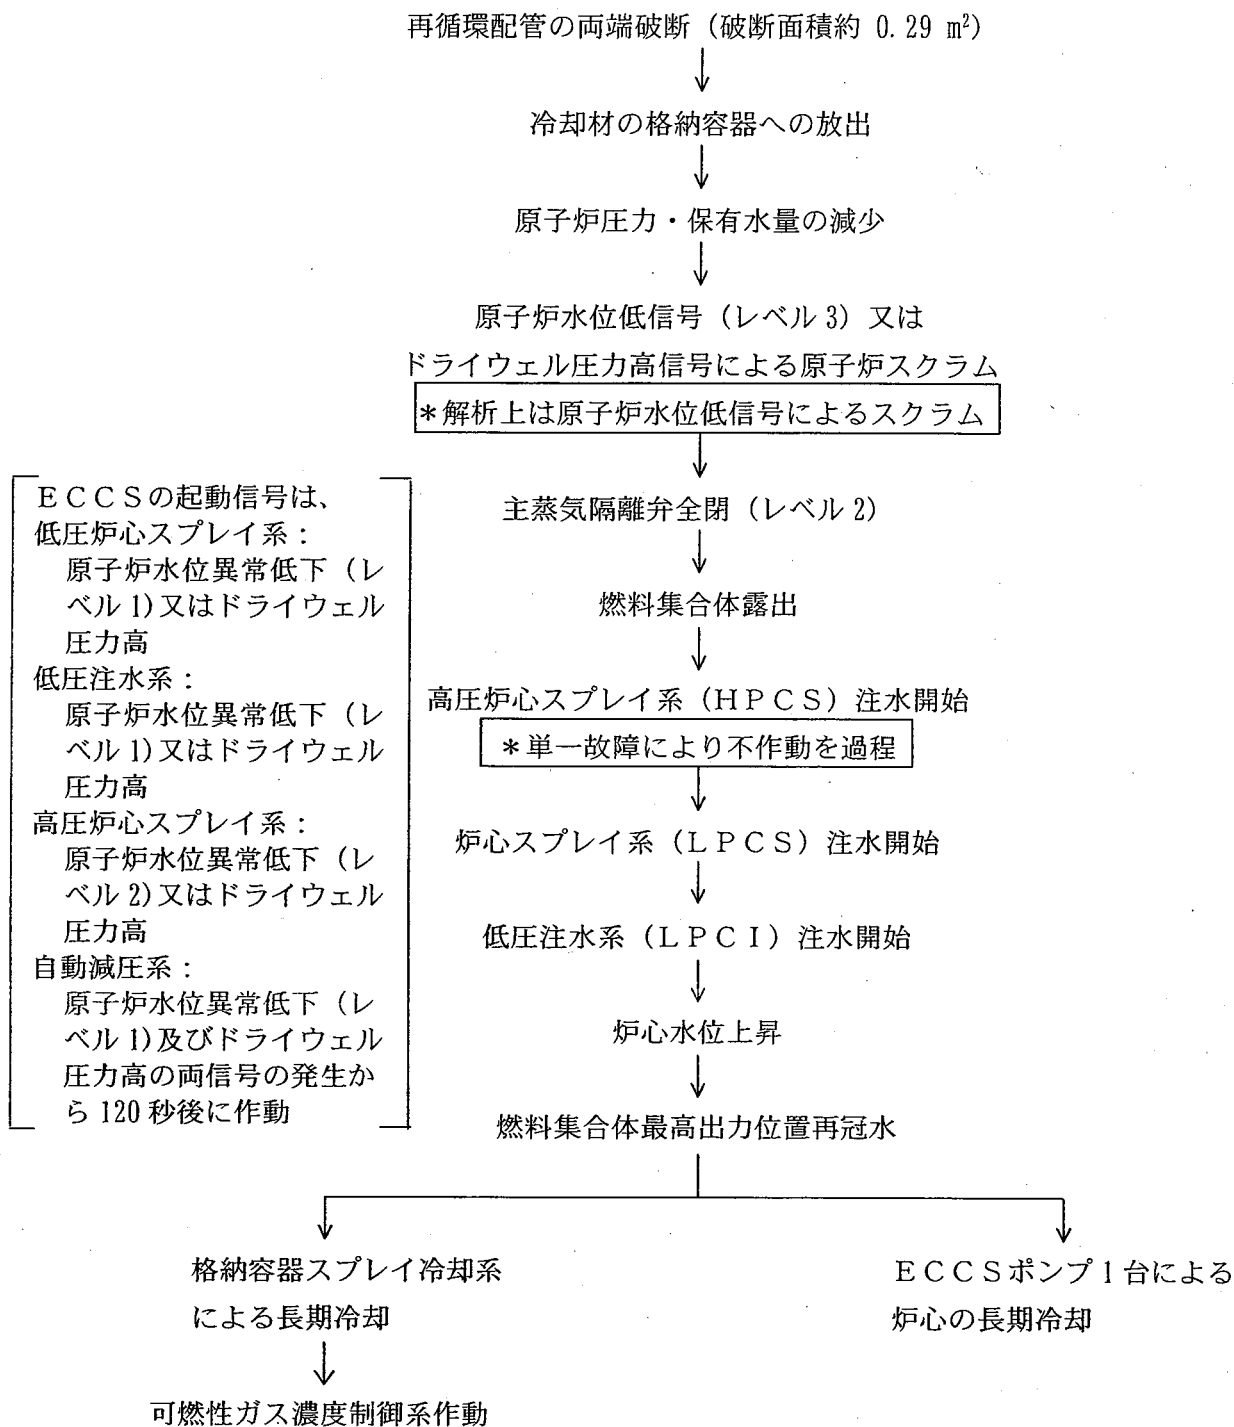 再循環配管の両端破断（破断面積約 0.29 m²）
冷却材の格納容器への放出
原子炉圧力・保有水量の減少
原子炉水位低信号（レベル 3）又は
ドライウェル圧力高信号による原子炉スクラム
＊解析上は原子炉水位低信号によるスクラム
主蒸気隔離弁全閉（レベル 2）
燃料集合体露出
高圧炉心スプレイ系（ＨＰＣＳ）注水開始
＊単一故障により不作動を過程
炉心スプレイ系（ＬＰＣＳ）注水開始
低圧注水系（ＬＰＣＩ）注水開始
炉心水位上昇
燃料集合体最高出力位置再冠水
ＥＣＣＳの起動信号は、
低圧炉心スプレイ系：
原子炉水位異常低下（レ
ベル 1)又はドライウェル
圧力高
低圧注水系：
原子炉水位異常低下（レ
ベル 1)又はドライウェル
圧力高
高圧炉心スプレイ系：
原子炉水位異常低下（レ
ベル 2)又はドライウェル
圧力高
自動減圧系：
原子炉水位異常低下（レ
ベル 1)及びドライウェル
圧力高の両信号の発生か
ら 120 秒後に作動
格納容器スプレイ冷却系
による長期冷却
可燃性ガス濃度制御系作動
ＥＣＣＳポンプ１台による
炉心の長期冷却